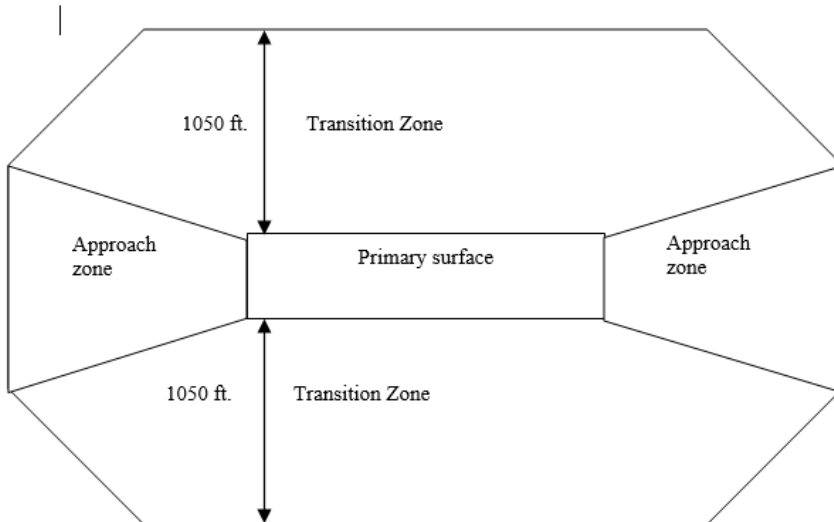 1050 ft.
Transition Zone
Approach
zone
Primary surface
Approach
zone
1050 ft.
Transition Zone